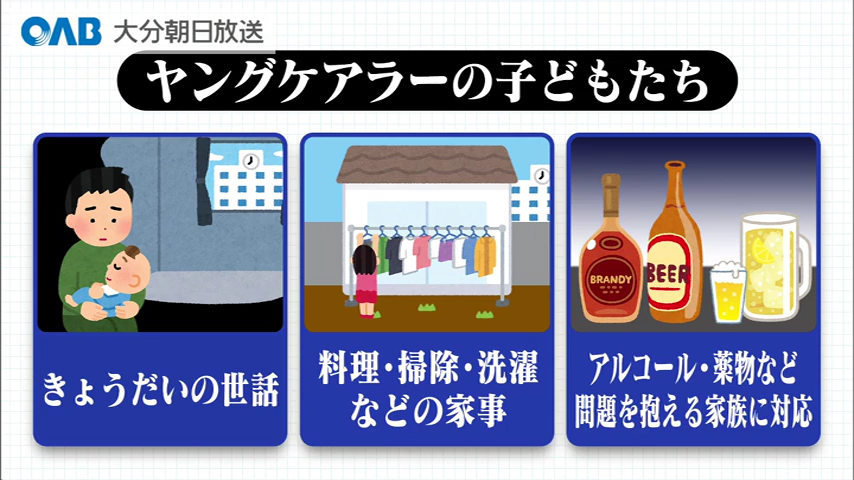 OAB 大分朝日放送
ヤングケアラーの子どもたち
きょうだいの世話
料理・掃除・洗濯
などの家事
BRANDY
BEER
アルコール・薬物など
問題を抱える家族に対応